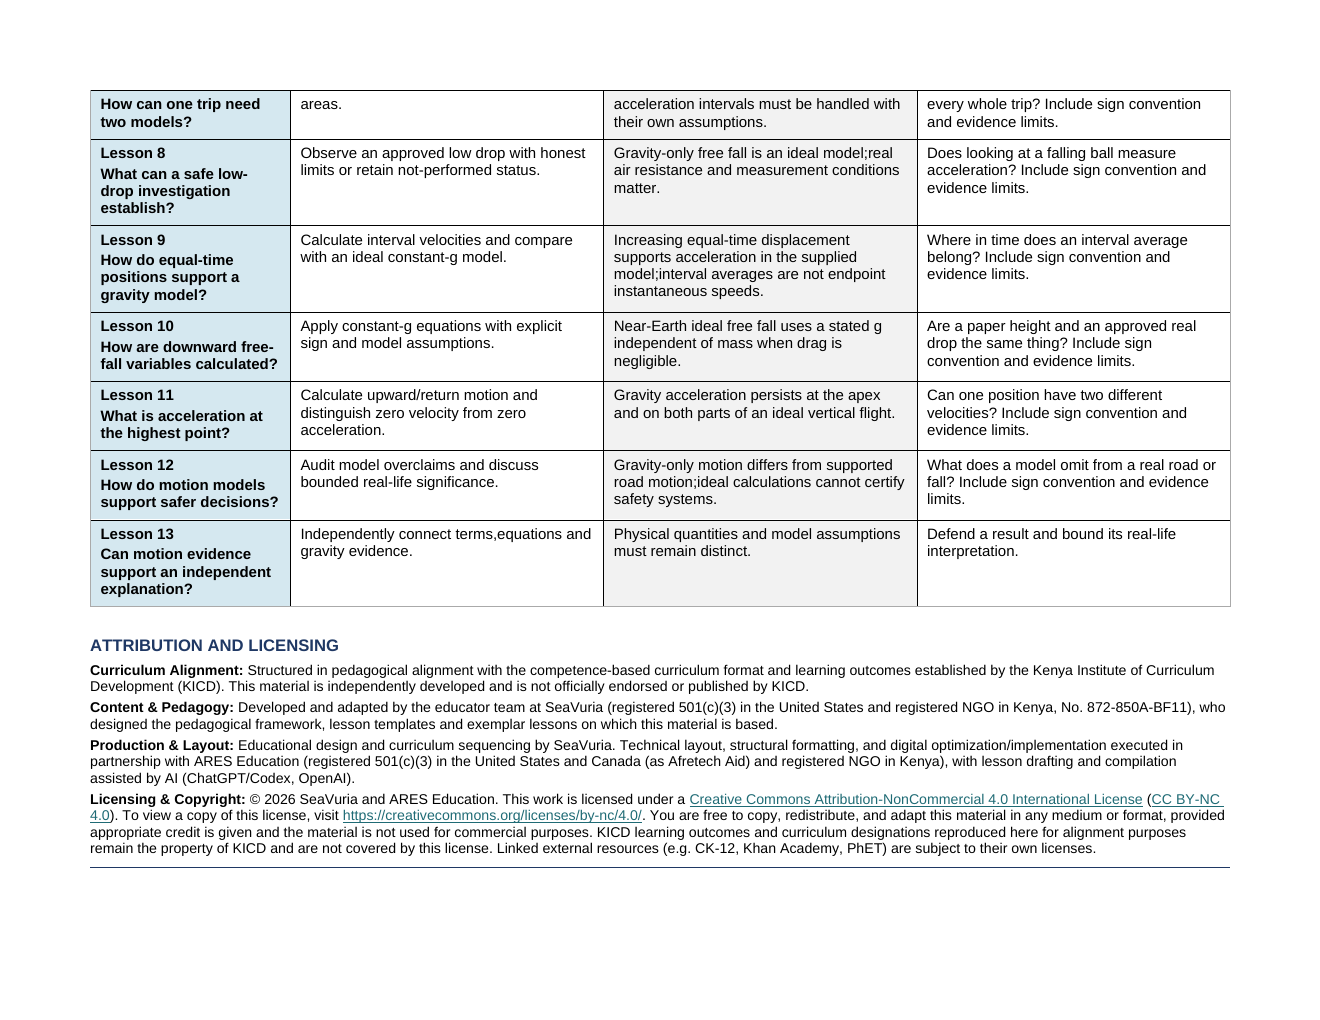 How can one trip need
two models?
areas.
acceleration intervals must be handled with
their own assumptions.
every whole trip? Include sign convention
and evidence limits.
Lesson 8
What can a safe low-
drop investigation
establish?
Observe an approved low drop with honest
limits or retain not-performed status.
Gravity-only free fall is an ideal model;real
air resistance and measurement conditions
matter.
Does looking at a falling ball measure
acceleration? Include sign convention and
evidence limits.
Lesson 9
How do equal-time
positions support a
gravity model?
Calculate interval velocities and compare
with an ideal constant-g model.
Increasing equal-time displacement
supports acceleration in the supplied
model;interval averages are not endpoint
instantaneous speeds.
Where in time does an interval average
belong? Include sign convention and
evidence limits.
Lesson 10
How are downward free-
fall variables calculated?
Apply constant-g equations with explicit
sign and model assumptions.
Near-Earth ideal free fall uses a stated g
independent of mass when drag is
negligible.
Are a paper height and an approved real
drop the same thing? Include sign
convention and evidence limits.
Lesson 11
What is acceleration at
the highest point?
Calculate upward/return motion and
distinguish zero velocity from zero
acceleration.
Gravity acceleration persists at the apex
and on both parts of an ideal vertical flight.
Can one position have two different
velocities? Include sign convention and
evidence limits.
Lesson 12
How do motion models
support safer decisions?
Audit model overclaims and discuss
bounded real-life significance.
Gravity-only motion differs from supported
road motion;ideal calculations cannot certify
safety systems.
What does a model omit from a real road or
fall? Include sign convention and evidence
limits.
Lesson 13
Can motion evidence
support an independent
explanation?
Independently connect terms,equations and
gravity evidence.
Physical quantities and model assumptions
must remain distinct.
Defend a result and bound its real-life
interpretation.
ATTRIBUTION AND LICENSING
Curriculum Alignment: Structured in pedagogical alignment with the competence-based curriculum format and learning outcomes established by the Kenya Institute of Curriculum
Development (KICD). This material is independently developed and is not officially endorsed or published by KICD.
Content & Pedagogy: Developed and adapted by the educator team at SeaVuria (registered 501(c)(3) in the United States and registered NGO in Kenya, No. 872-850A-BF11), who
designed the pedagogical framework, lesson templates and exemplar lessons on which this material is based.
Production & Layout: Educational design and curriculum sequencing by SeaVuria. Technical layout, structural formatting, and digital optimization/implementation executed in
partnership with ARES Education (registered 501(c)(3) in the United States and Canada (as Afretech Aid) and registered NGO in Kenya), with lesson drafting and compilation
assisted by AI (ChatGPT/Codex, OpenAI).
Licensing & Copyright: © 2026 SeaVuria and ARES Education. This work is licensed under a Creative Commons Attribution-NonCommercial 4.0 International License (CC BY-NC
4.0). To view a copy of this license, visit https://creativecommons.org/licenses/by-nc/4.0/. You are free to copy, redistribute, and adapt this material in any medium or format, provided
appropriate credit is given and the material is not used for commercial purposes. KICD learning outcomes and curriculum designations reproduced here for alignment purposes
remain the property of KICD and are not covered by this license. Linked external resources (e.g. CK-12, Khan Academy, PhET) are subject to their own licenses.